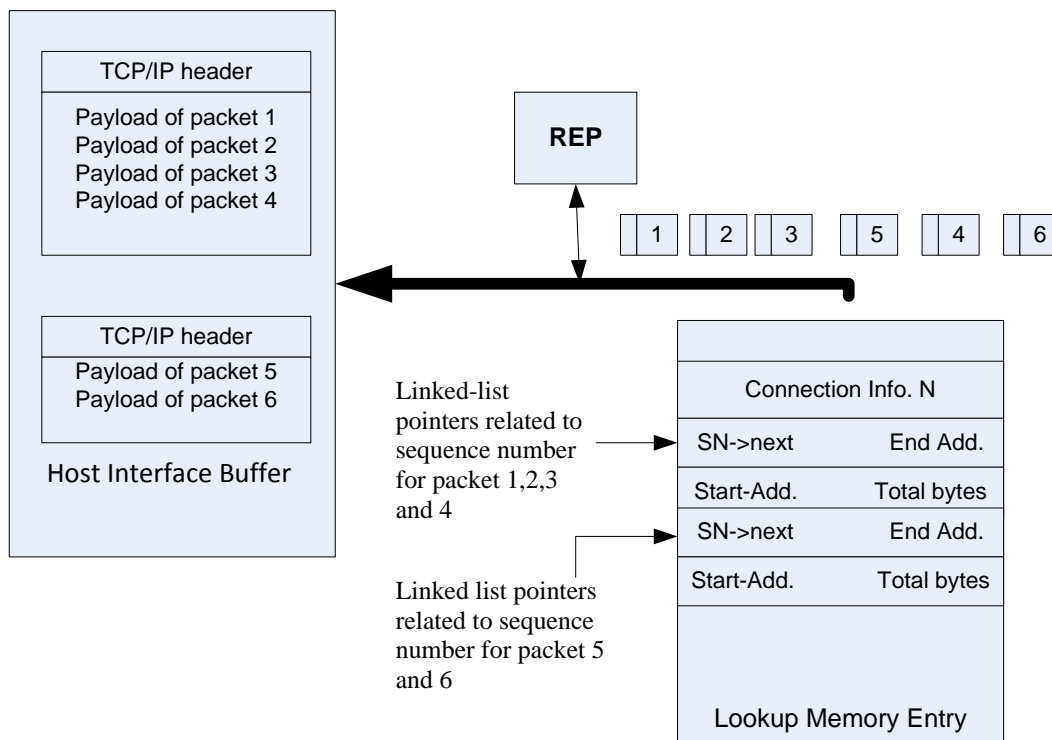 TCP/IP header
Payload of packet 1
Payload of packet 2
Payload of packet 3
Payload of packet 4
TCP/IP header
Payload of packet 5
Payload of packet 6
Host Interface Buffer
REP
1 2 3 5 4 6
Linked-list
pointers related to
sequence number
for packet 1,2,3
and 4
Linked list pointers
related to sequence
number for packet 5
and 6
Connection Info. N
SN->next End Add.
Start-Add. Total bytes
SN->next End Add.
Start-Add. Total bytes
Lookup Memory Entry